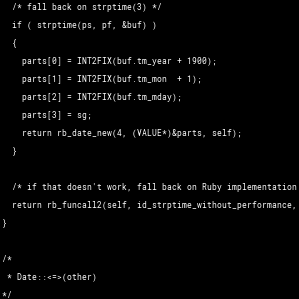 /* fall back on strptime(3) */
if ( strptime(ps, pf, &buf) )
{
parts[0] = INT2FIX(buf.tm_year + 1900);
parts[1] = INT2FIX(buf.tm_mon  + 1);
parts[2] = INT2FIX(buf.tm_mday);
parts[3] = sg;
return rb_date_new(4, (VALUE*)&parts, self);
}
/* if that doesn't work, fall back on Ruby implementation
return rb_funcall2(self, id_strptime_without_performance,
}
/*
* Date::<=>(other)
*/